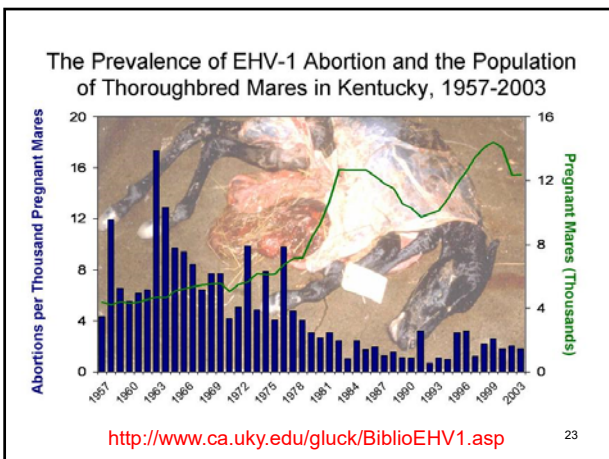 The Prevalence of EHV-1 Abortion and the Population
of Thoroughbred Mares in Kentucky, 1957-2003
Abortions per Thousand Pregnant Mares
20
16
12
8
4
0
16
12
8
4
0
Pregnant Mares (Thousands)
1957 1960 1963 1966 1969 1972 1975 1978 1981 1984 1987 1990 1993 1996 1999 2003
http://www.ca.uky.edu/gluck/BiblioEHV1.asp
23